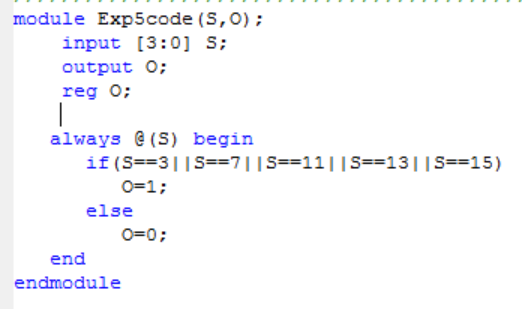 module Exp5code(S,O);
input [3:0] S;
output O;
reg O;
always @(S) begin
if(S==3||S==7||S==11||S==13||S==15)
O=1;
else
O=0;
end
endmodule